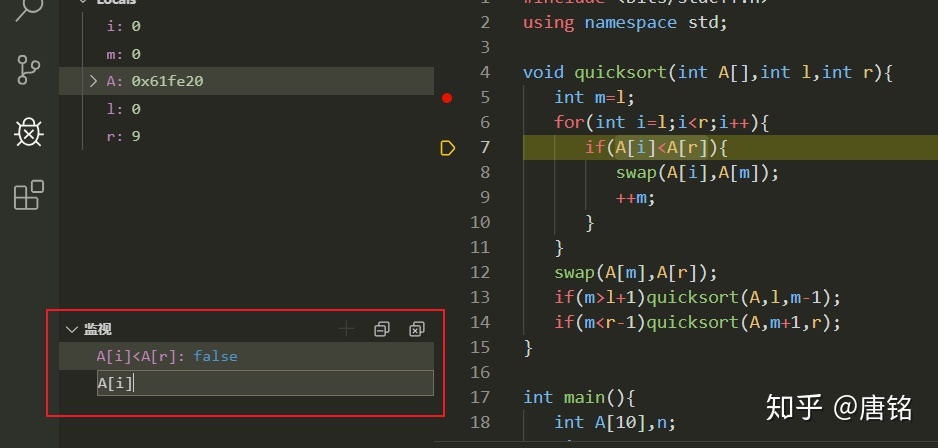 Locals
i: 0
m: 0
A: 0x61fe20
l: 0
r: 9
监视
A[i]<A[r]: false
A[i]
1 #include <bits/stdc++.h>
2 using namespace std;
3
4 void quicksort(int A[],int l,int r){
5 int m=l;
6 for(int i=l;i<r;i++){
7 if(A[i]<A[r]){
8 swap(A[i],A[m]);
9 ++m;
10 }
11 }
12 swap(A[m],A[r]);
13 if(m>l+1)quicksort(A,l,m-1);
14 if(m<r-1)quicksort(A,m+1,r);
15 }
16
17 int main(){
18 int A[10],n;
知乎 @唐铭